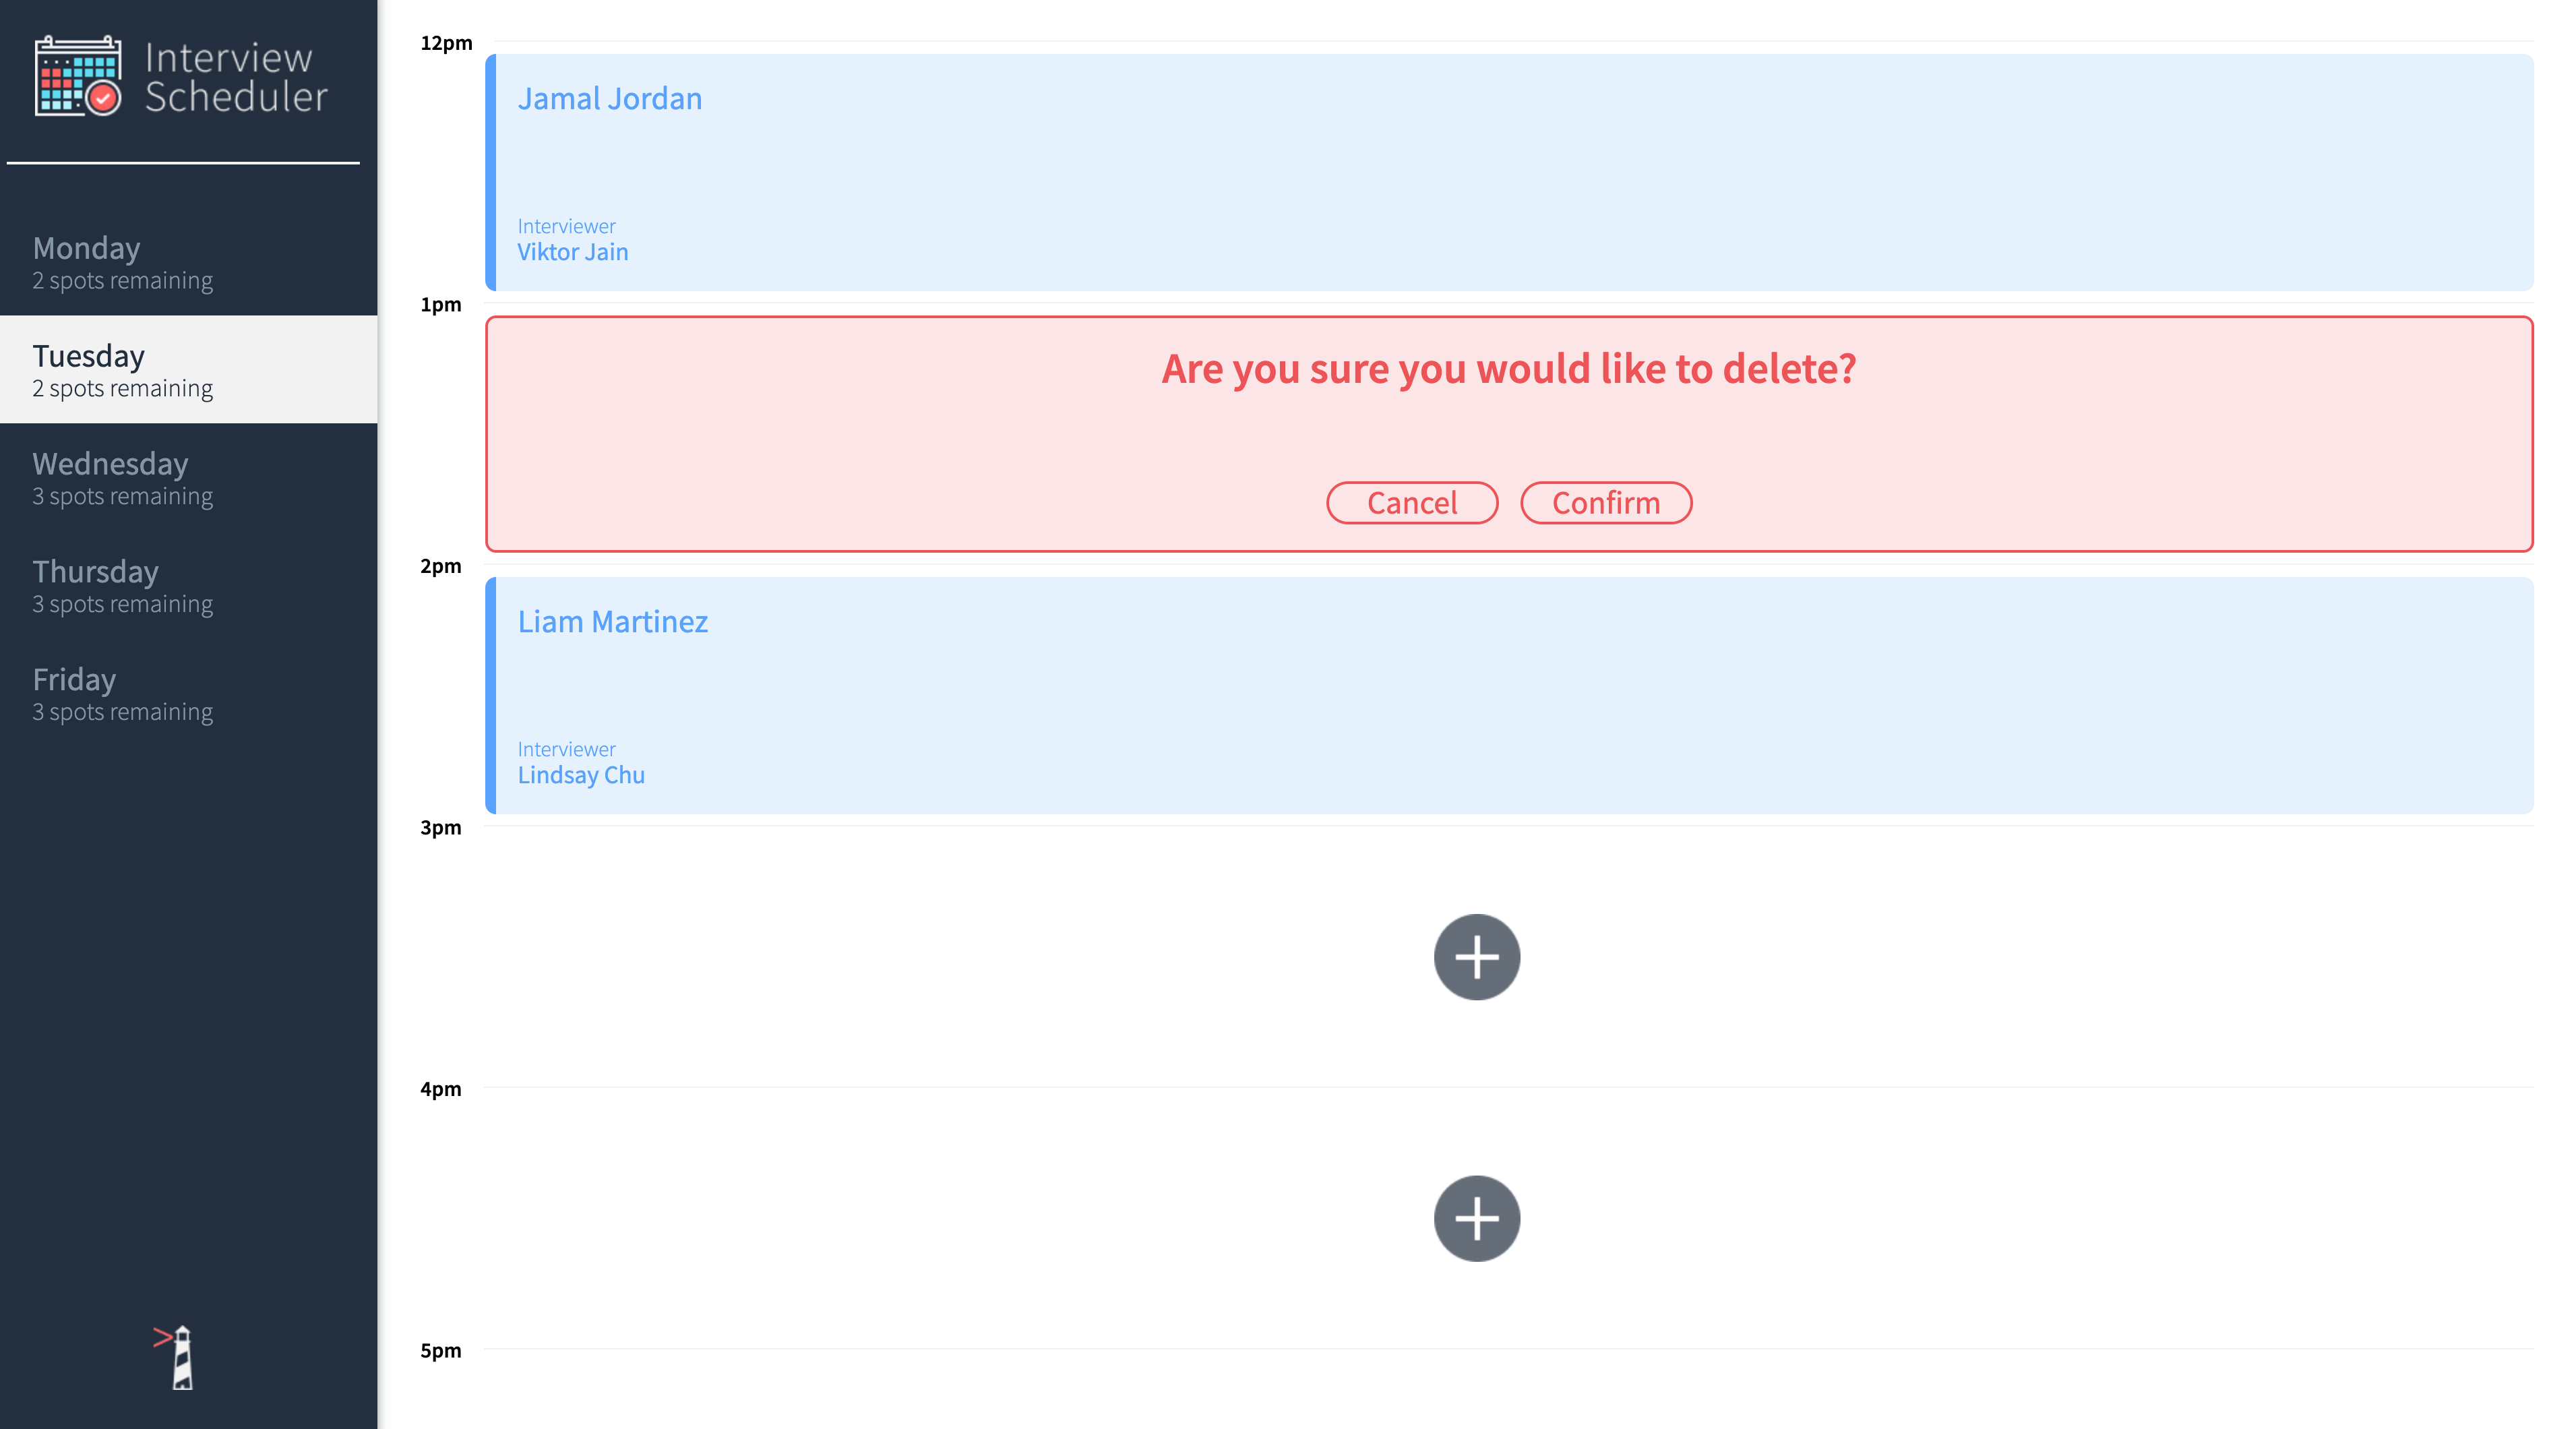 Interview
Scheduler
Monday
2 spots remaining
Tuesday
2 spots remaining
Wednesday
3 spots remaining
Thursday
3 spots remaining
Friday
3 spots remaining
12pm
Jamal Jordan
Interviewer
Viktor Jain
1pm
Are you sure you would like to delete?
Cancel
Confirm
2pm
Liam Martinez
Interviewer
Lindsay Chu
3pm
4pm
5pm